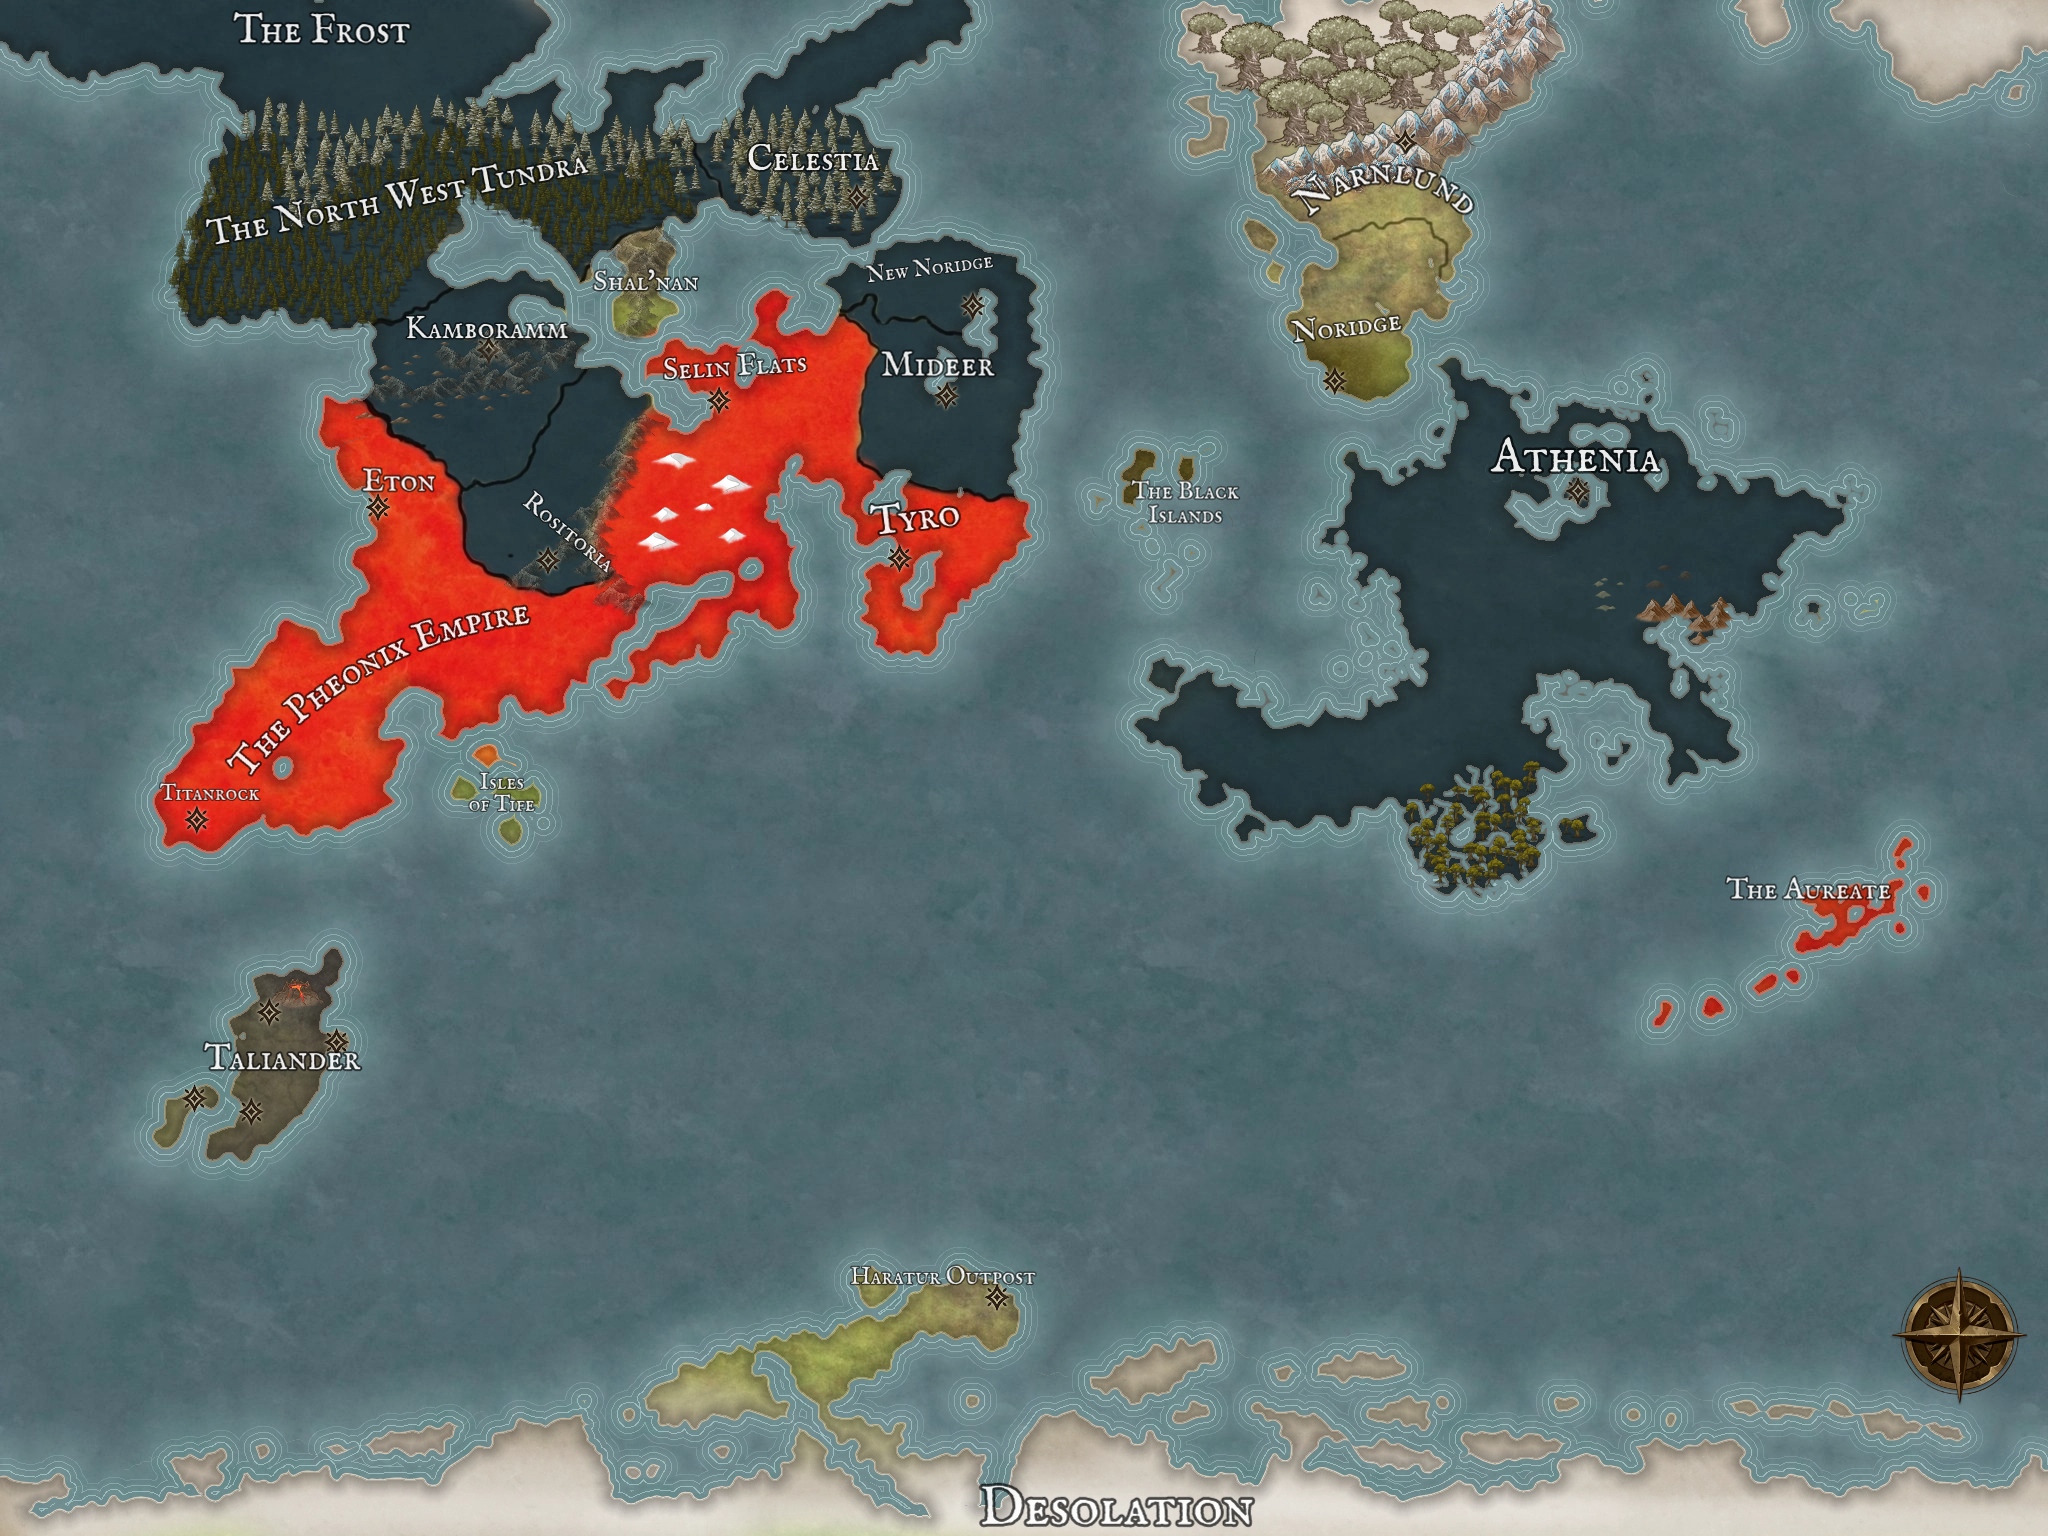 The Frost
The North West Tundra
Celestia
Narnlund
New Noridge
Shal'nan
Kamboramm
Noridge
Selin Flats
Mideer
Athenia
Eton
The Black
Islands
Rositoria
Tyro
The Pheonix Empire
Isles
of Tife
Titanrock
The Aureate
Taliander
Haratur Outpost
Desolation